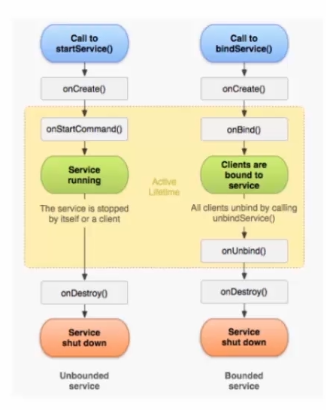 Call to
startService()
onCreate()
onStartCommand()
Service
running
The service is stopped
by itself or a client
onDestroy()
Service
shut down
Unbounded
service
Active
Lifetime
Call to
bindService()
onCreate()
onBind()
Clients are
bound to
service
All clients unbind by calling
unbindService()
onUnbind()
onDestroy()
Service
shut down
Bounded
service